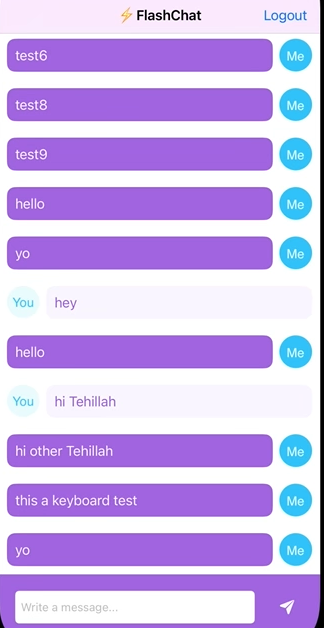 ⚡️FlashChat Logout
test6 Me
test8 Me
test9 Me
hello Me
yo Me
You hey
hello Me
You hi Tehillah
hi other Tehillah Me
this a keyboard test Me
yo Me
Write a message...